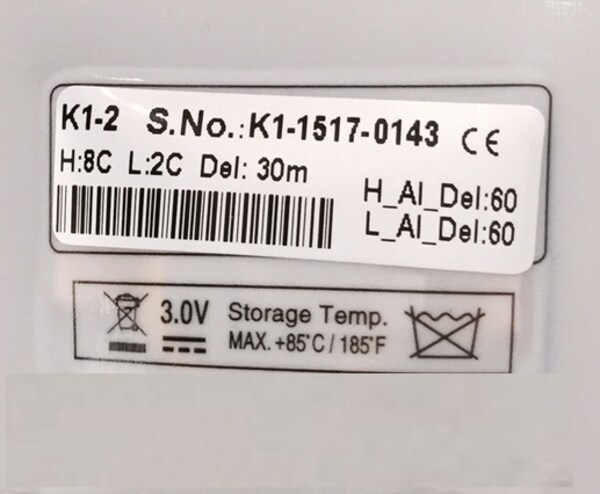 K1-2 S.No.:K1-1517-0143 CE
H:8C L:2C Del: 30m
H_Al_Del:60
L_Al_Del:60
3.0V Storage Temp.
MAX. +85°C / 185°F